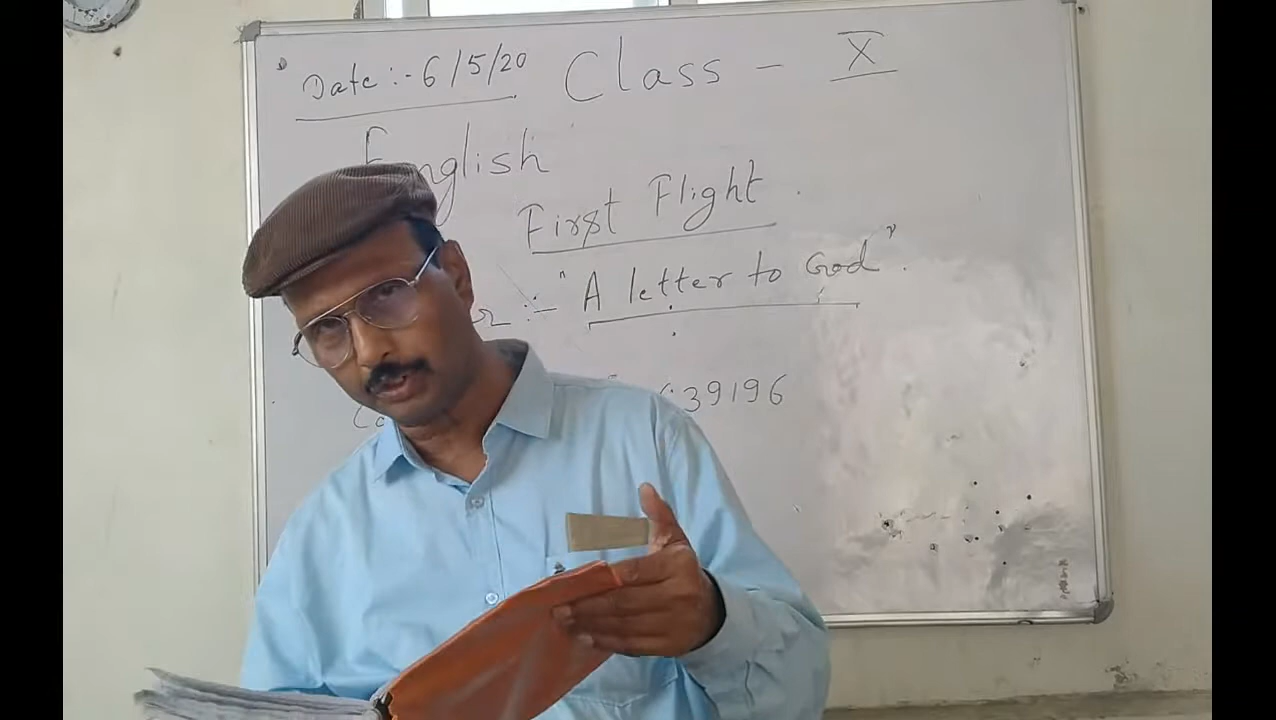 Date :- 6/5/20 Class - X
English
First Flight .
:- "A letter to God" .
39196